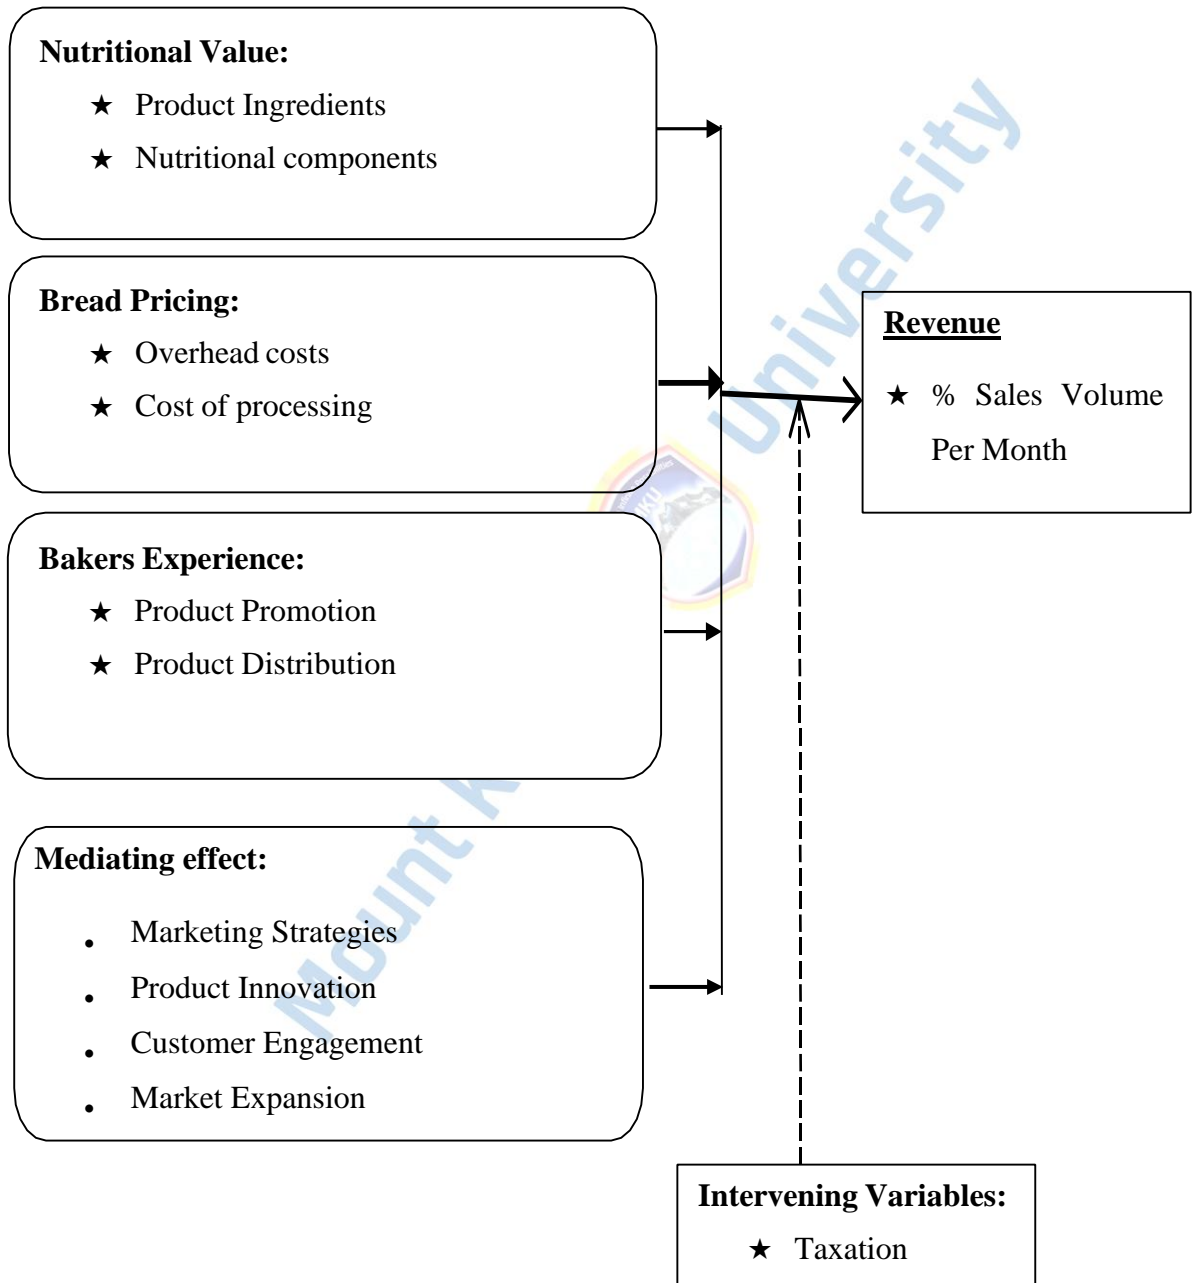 Nutritional Value:
★ Product Ingredients
★ Nutritional components
Bread Pricing:
★ Overhead costs
★ Cost of processing
Bakers Experience:
★ Product Promotion
★ Product Distribution
Mediating effect:
• Marketing Strategies
• Product Innovation
• Customer Engagement
• Market Expansion
Revenue
★ % Sales Volume
Per Month
Intervening Variables:
★ Taxation
Mount
University